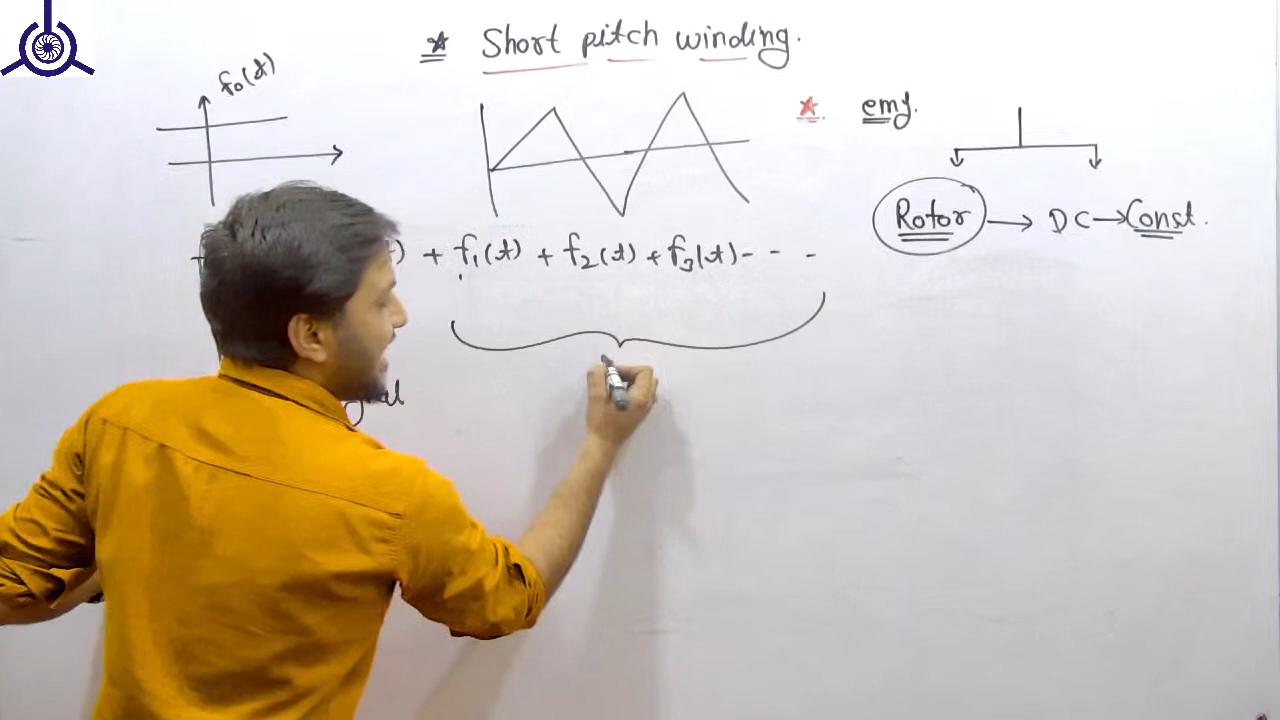 * Short pitch winding.
f₀(t)
* emf.
Rotor → DC → Const.
+ f₁(t) + f₂(t) + f₃(t) - - -